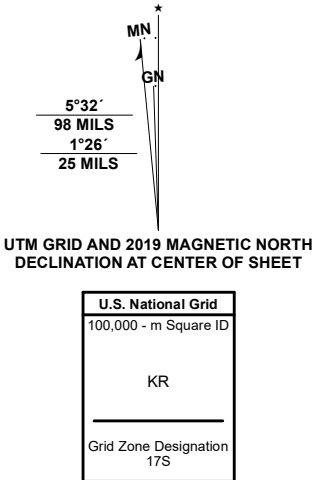 ★
MN
GN
5°32´
98 MILS
1°26´
25 MILS
UTM GRID AND 2019 MAGNETIC NORTH
DECLINATION AT CENTER OF SHEET
U.S. National Grid
100,000 - m Square ID
KR
Grid Zone Designation
17S